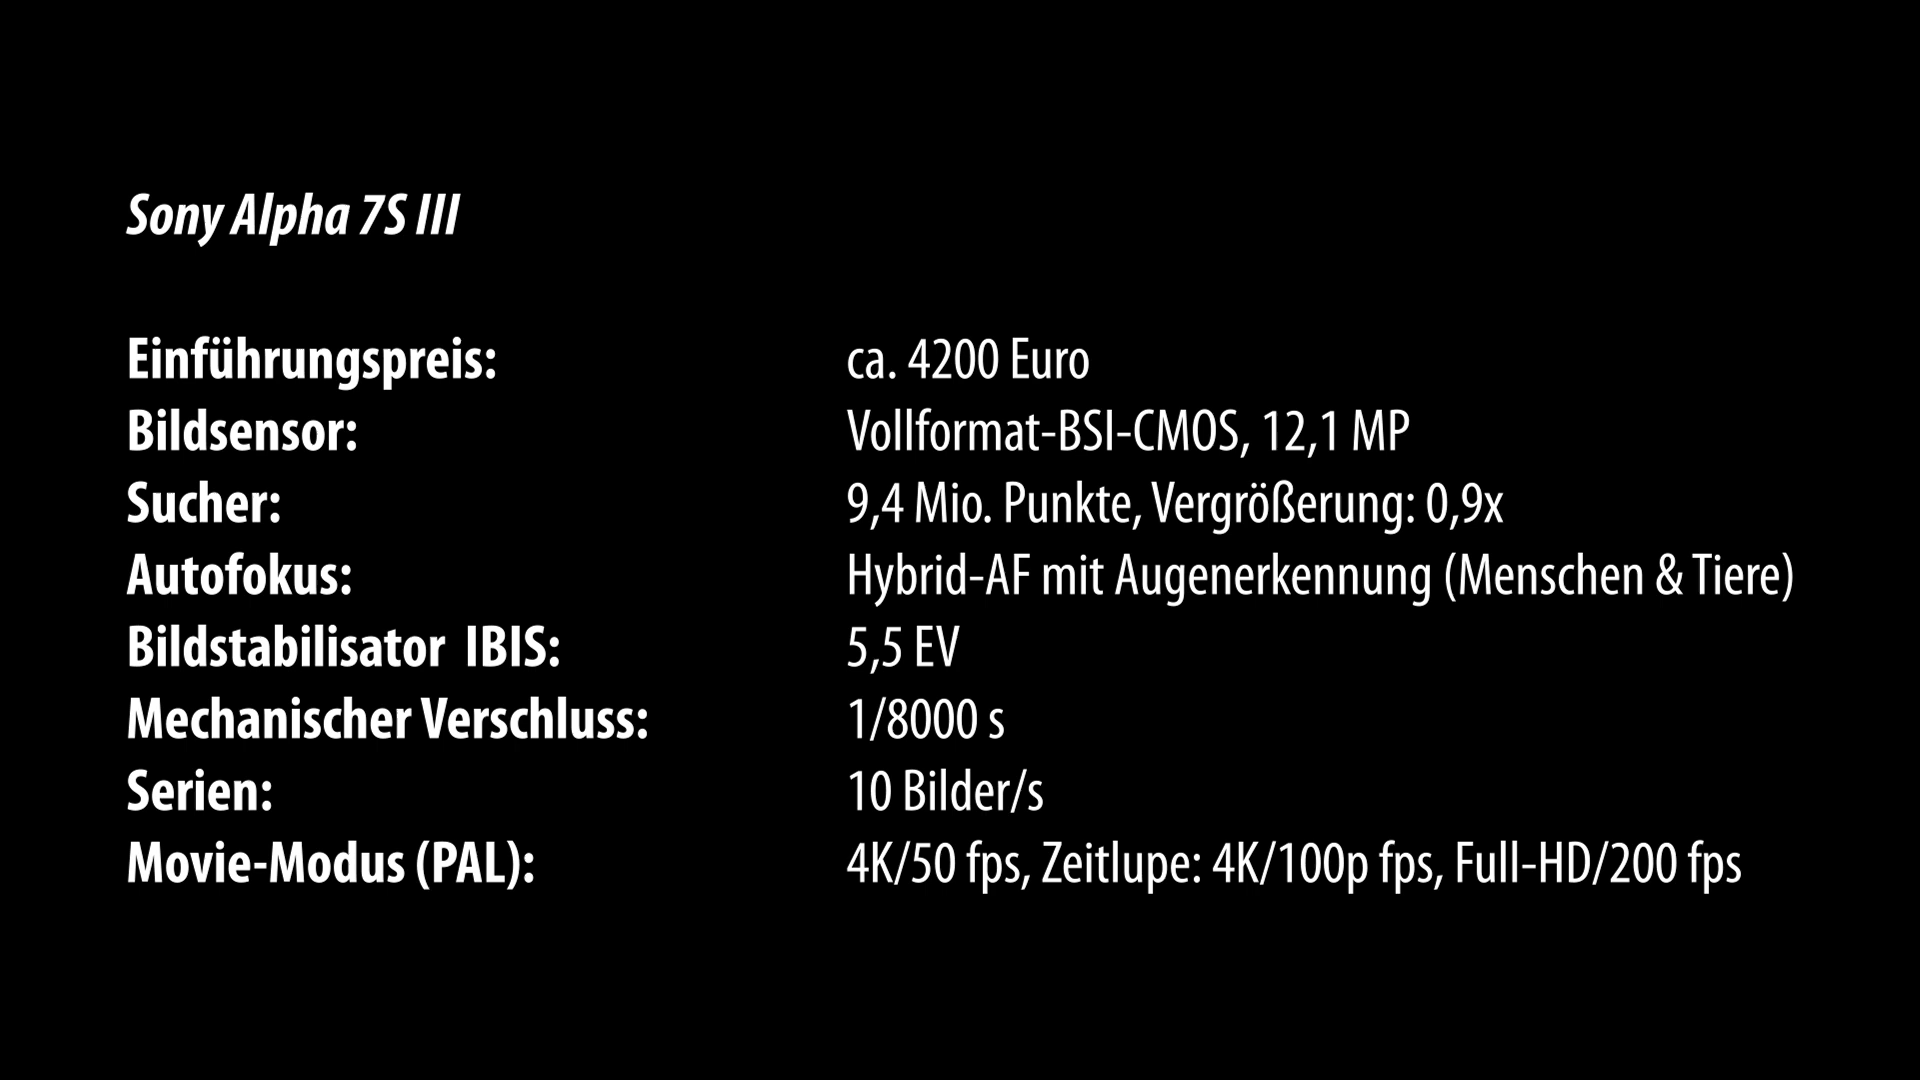 Sony Alpha 7S III
Einführungspreis: ca. 4200 Euro
Bildsensor: Vollformat-BSI-CMOS, 12,1 MP
Sucher: 9,4 Mio. Punkte, Vergrößerung: 0,9x
Autofokus: Hybrid-AF mit Augenerkennung (Menschen & Tiere)
Bildstabilisator IBIS: 5,5 EV
Mechanischer Verschluss: 1/8000 s
Serien: 10 Bilder/s
Movie-Modus (PAL): 4K/50 fps, Zeitlupe: 4K/100p fps, Full-HD/200 fps